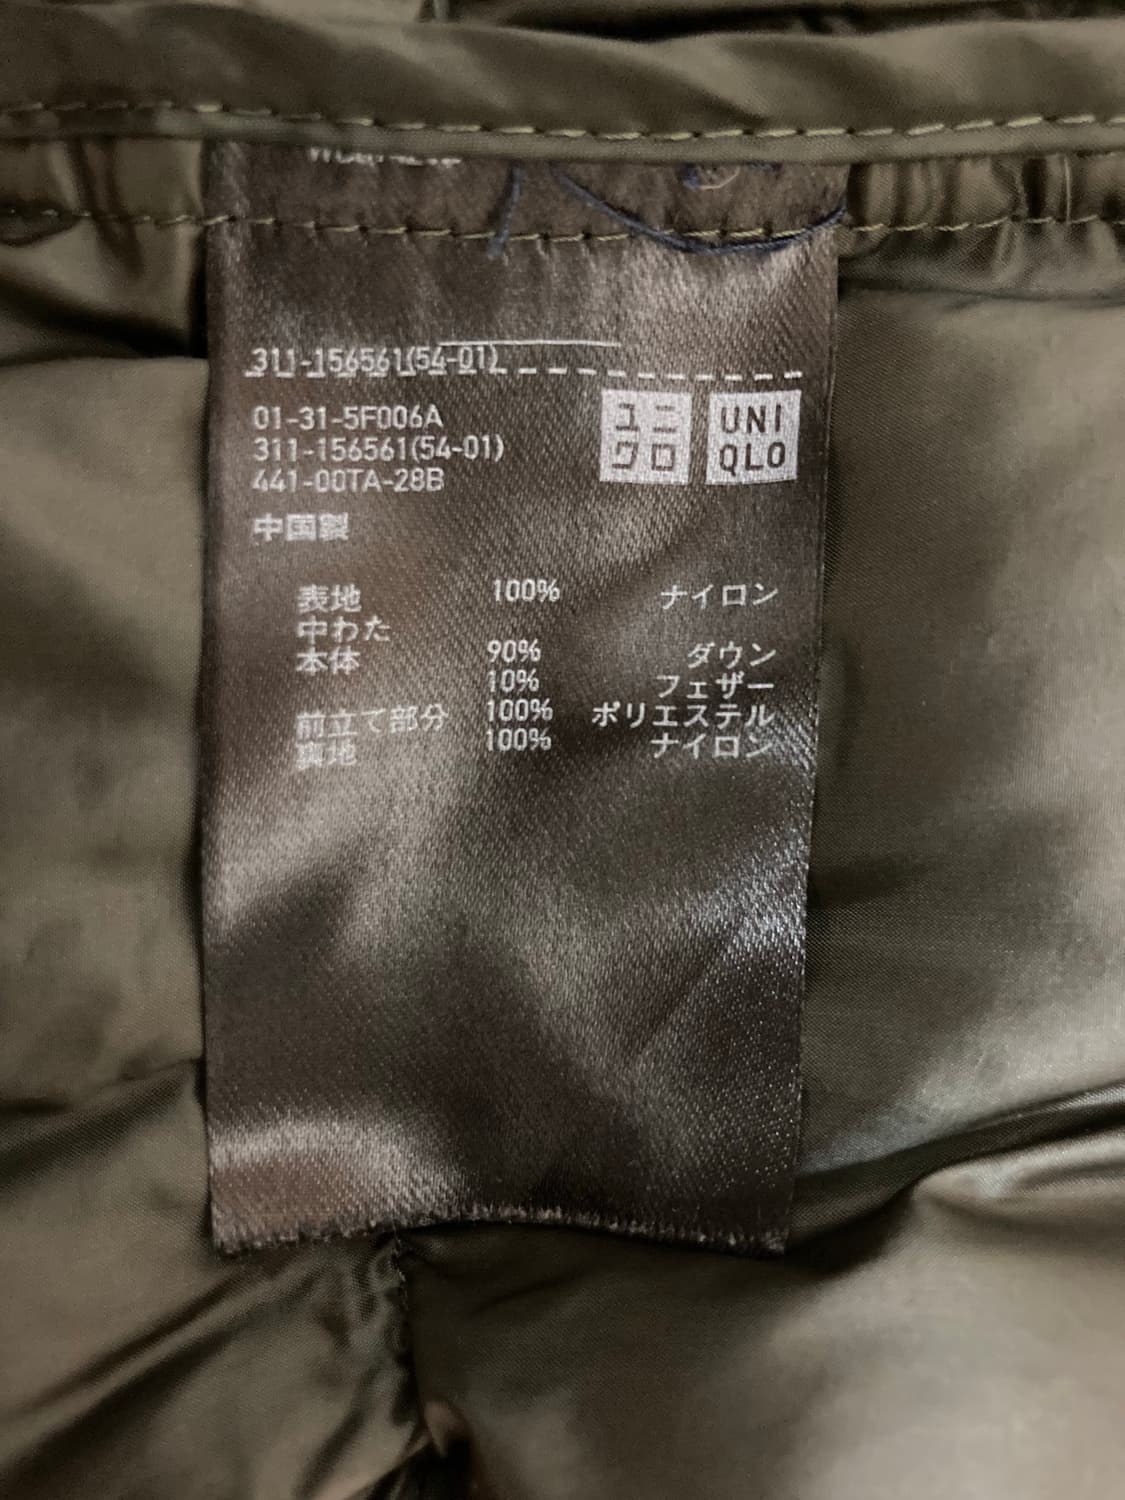 311-156561(54-01)
01-31-5F006A
311-156561(54-01)
441-00TA-28B
ユニ
クロ
UNI
QLO
中国製
表地 100% ナイロン
中わた
本体 90% ダウン
10% フェザー
前立て部分 100% ポリエステル
裏地 100% ナイロン